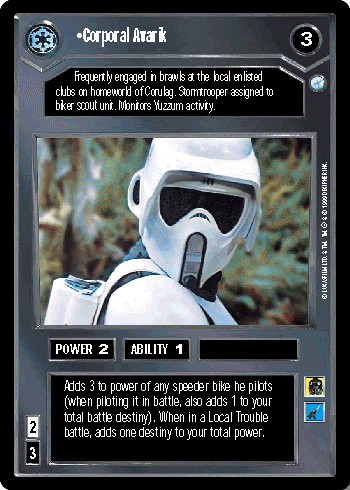 •Corporal Avarik
3
Frequently engaged in brawls at the local enlisted
clubs on homeworld of Corulag. Stormtrooper assigned to
biker scout unit. Monitors Yuzzum activity.
POWER 2
ABILITY 1
Adds 3 to power of any speeder bike he pilots
(when piloting it in battle, also adds 1 to your
total battle destiny). When in a Local Trouble
battle, adds one destiny to your total power.
2
3